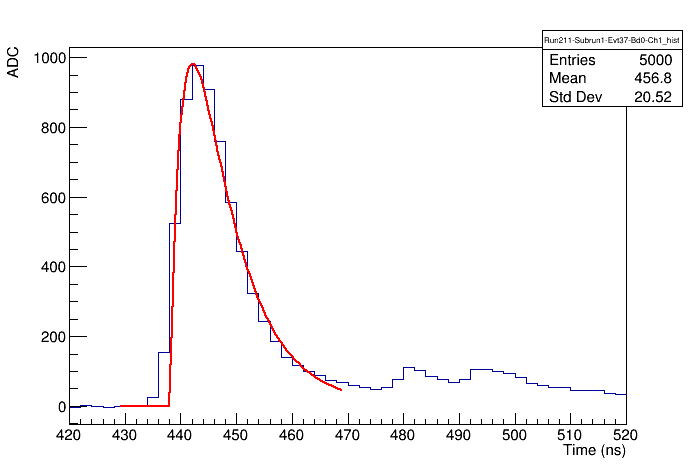 Run211-Subrun1-Evt37-Bd0-Ch1_hist
Entries 5000
Mean 456.8
Std Dev 20.52
ADC
1000
800
600
400
200
0
420 430 440 450 460 470 480 490 500 510 520
Time (ns)